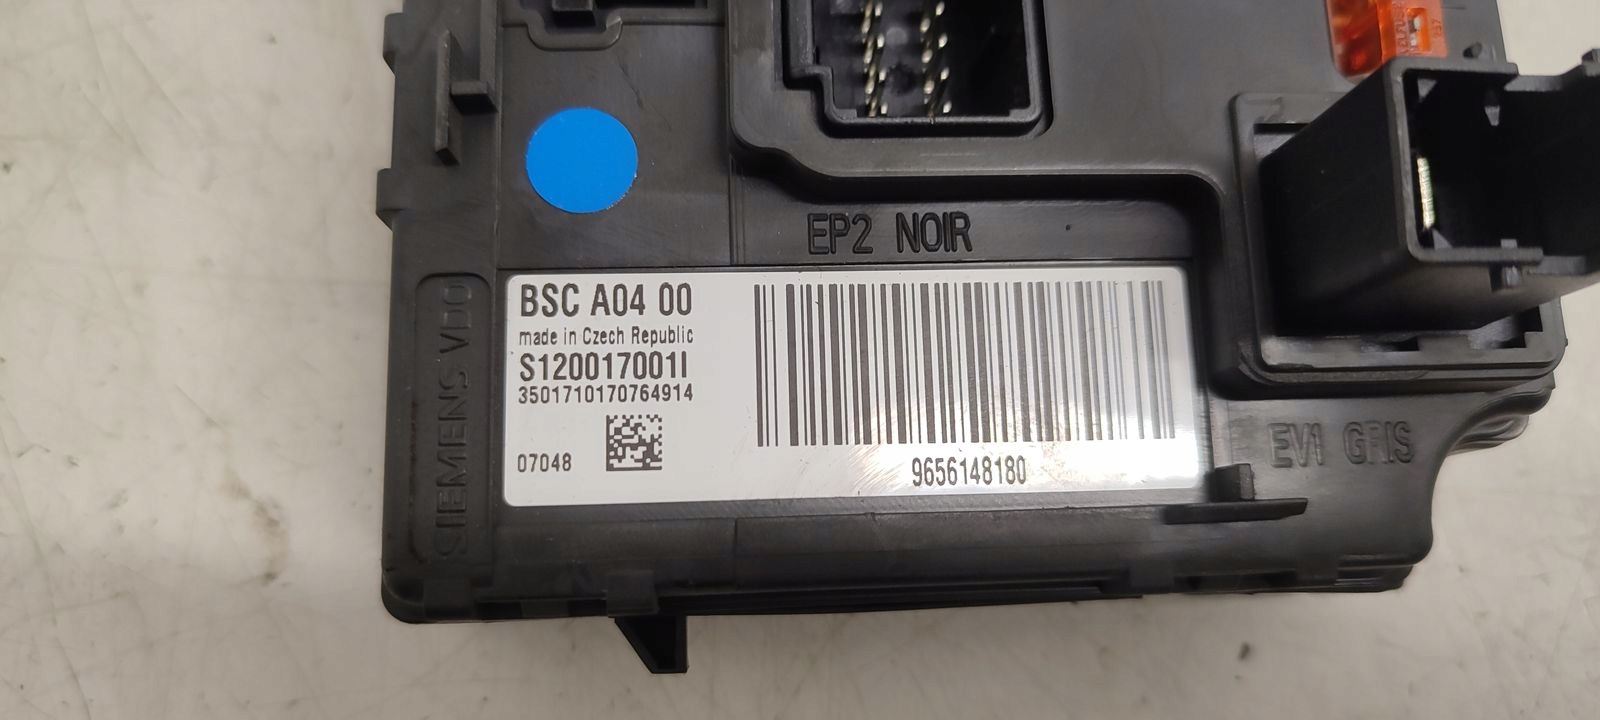 EP2 NOIR
SIEMENS VDO
BSC A04 00
made in Czech Republic
S120017001I
3501710170764914
07048
9656148180
EV1 GRIS